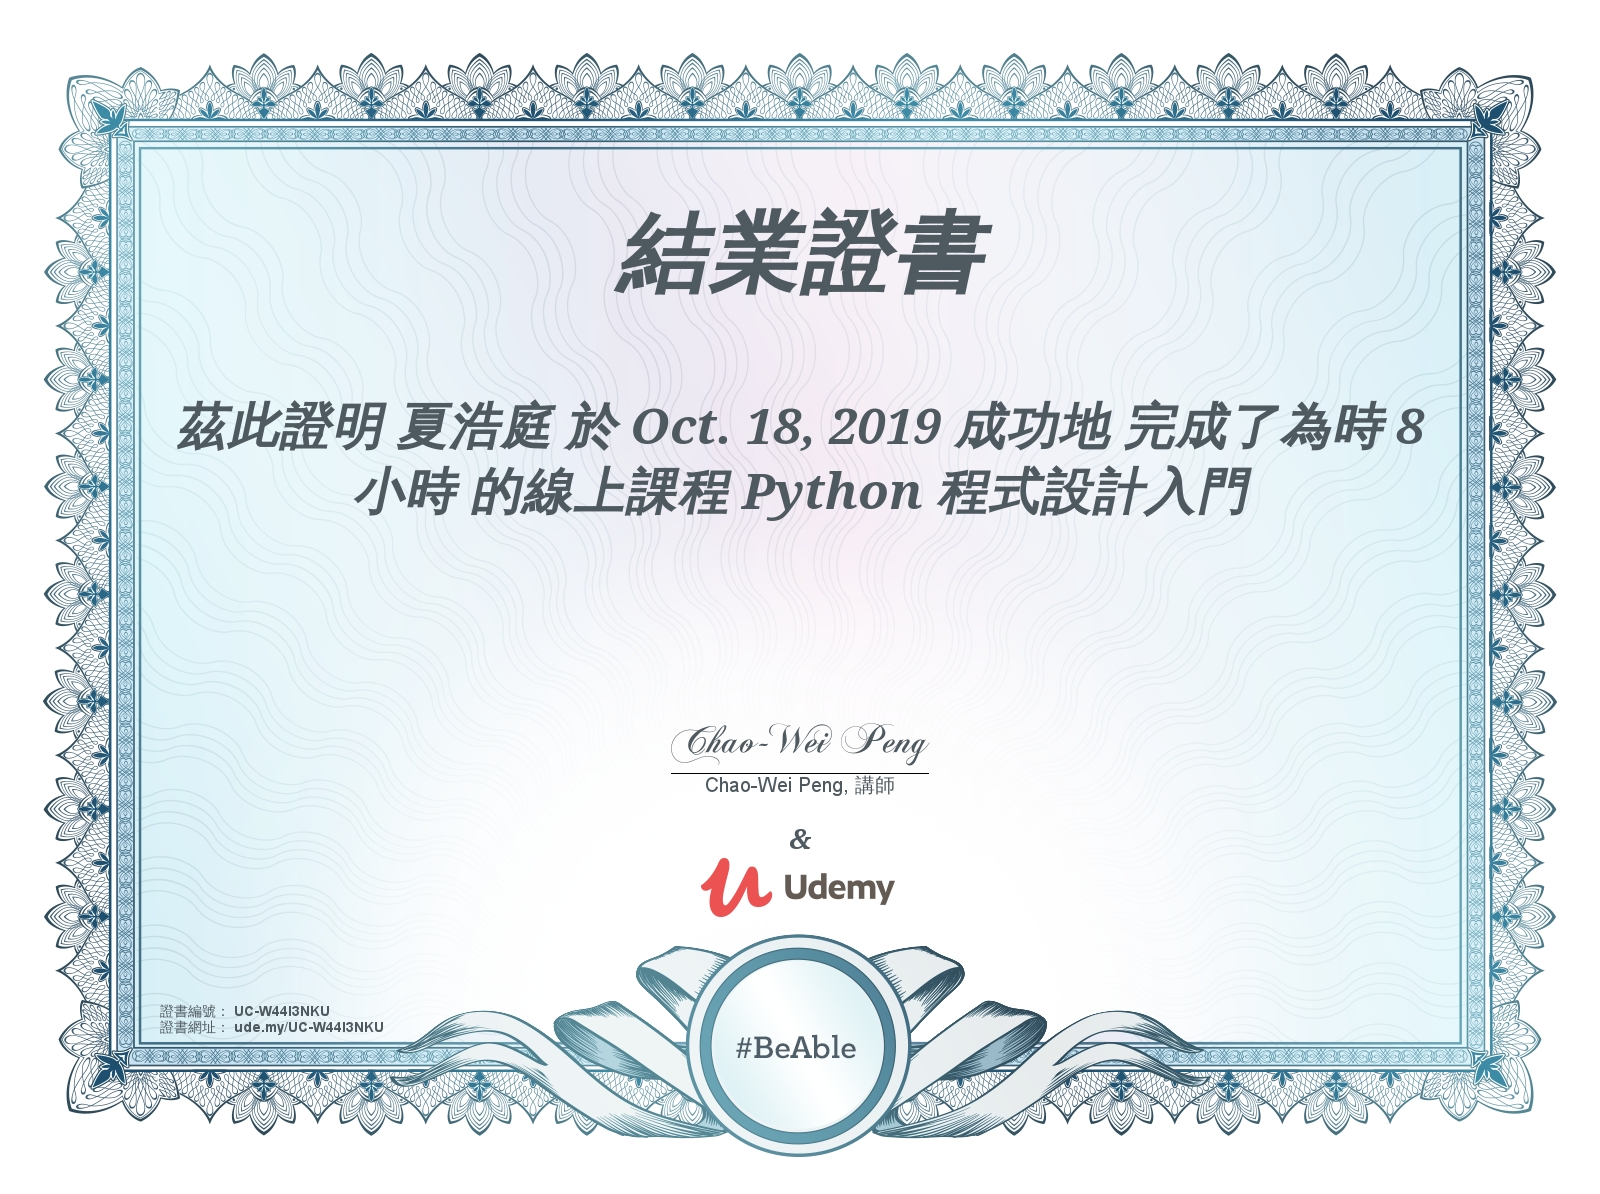 結業證書
茲此證明 夏浩庭 於 Oct. 18, 2019 成功地 完成了為時 8
小時 的線上課程 Python 程式設計入門
Chao-Wei Peng
Chao-Wei Peng, 講師
&
Udemy
#BeAble
證書編號： UC-W44I3NKU
證書網址： ude.my/UC-W44I3NKU